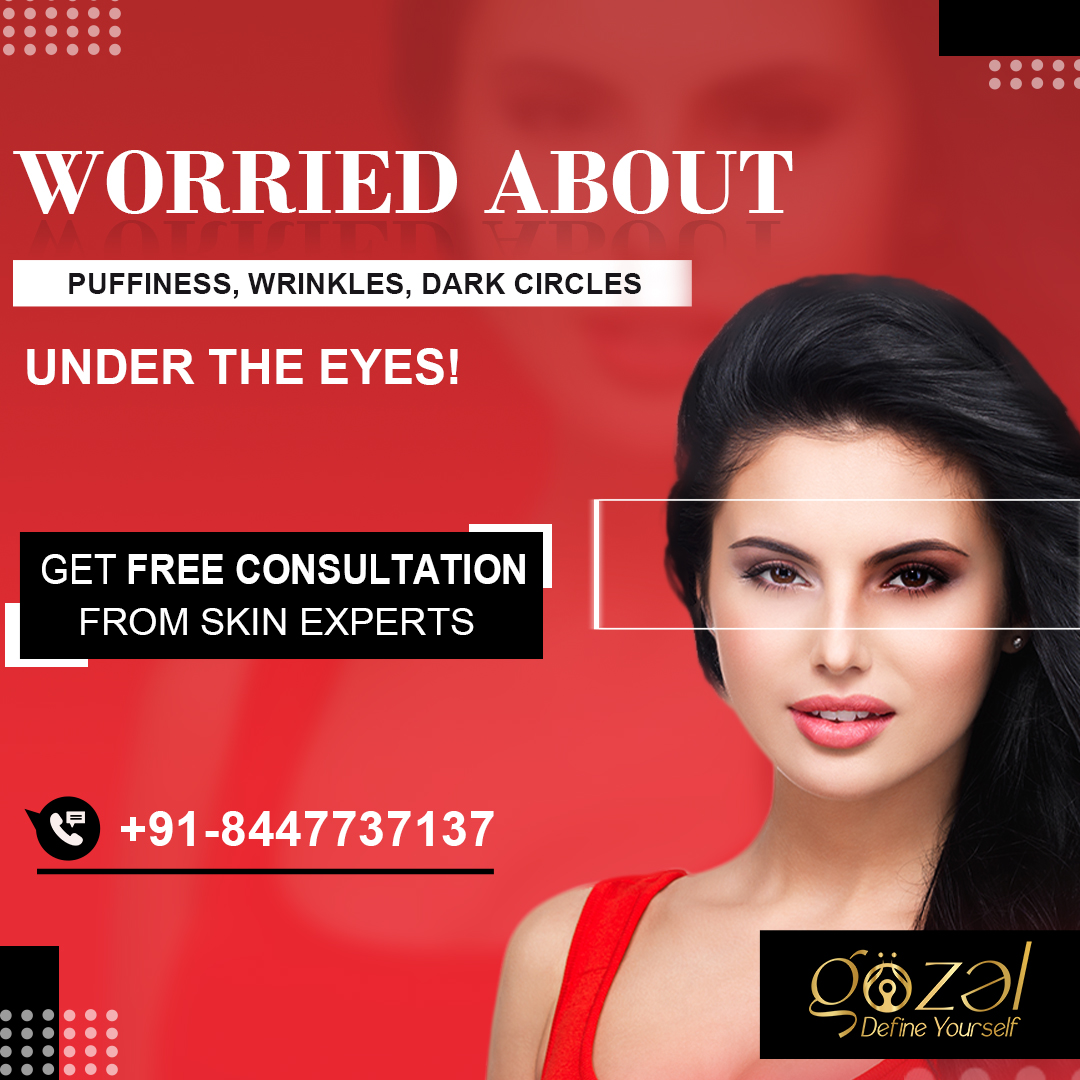 WORRIED ABOUT
PUFFINESS, WRINKLES, DARK CIRCLES
UNDER THE EYES!
GET FREE CONSULTATION
FROM SKIN EXPERTS
+91-8447737137
gözəl
Define Yourself